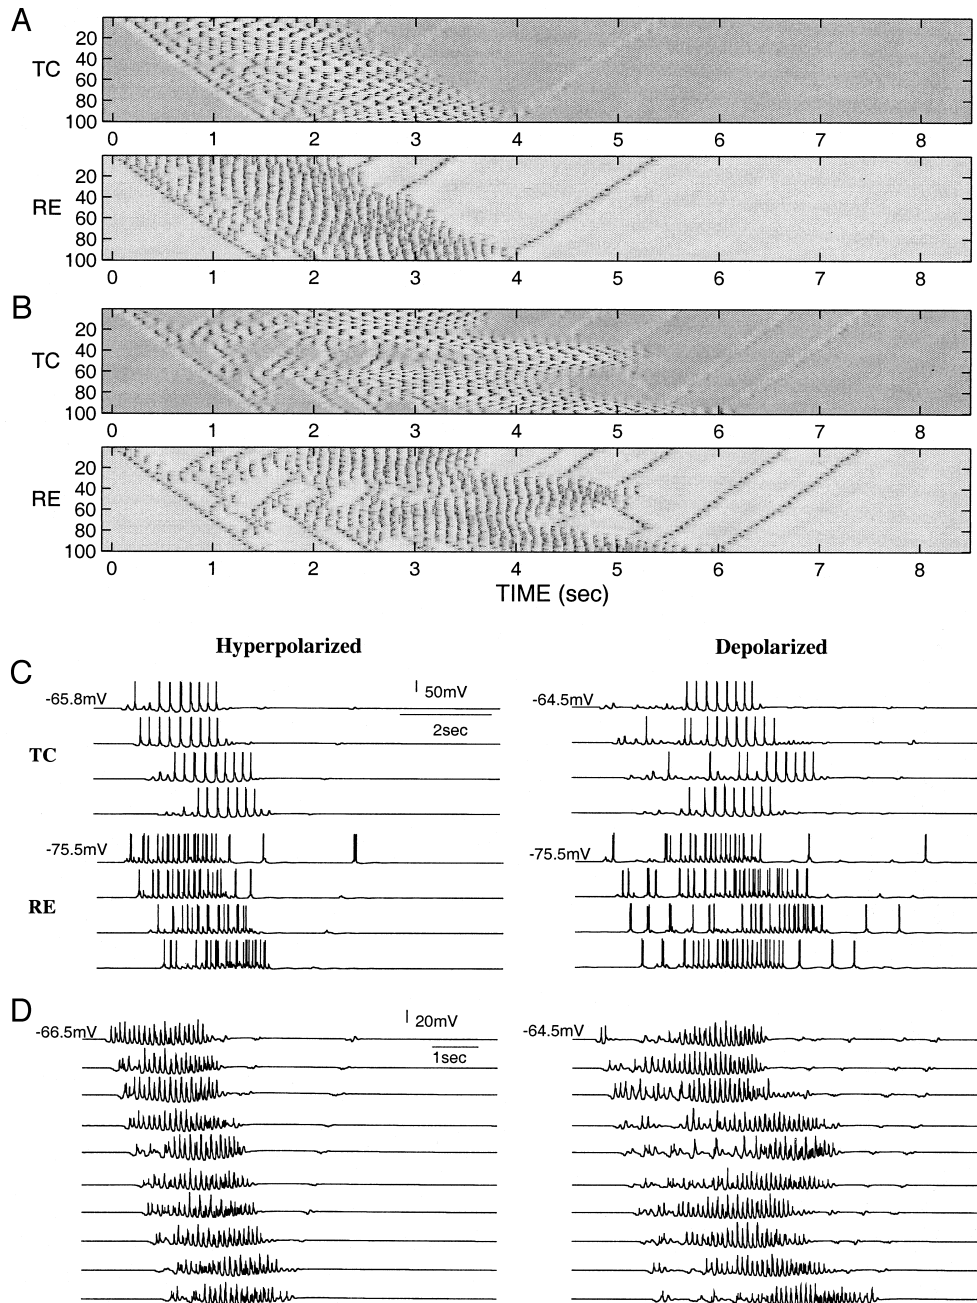 A
TC
20
40
60
80
100
0 1 2 3 4 5 6 7 8
RE
20
40
60
80
100
0 1 2 3 4 5 6 7 8
B
TC
20
40
60
80
100
0 1 2 3 4 5 6 7 8
RE
20
40
60
80
100
0 1 2 3 4 5 6 7 8
TIME (sec)
Hyperpolarized Depolarized
C
-65.8mV 50mV -64.5mV
2sec
TC
-75.5mV -75.5mV
RE
D
-66.5mV 20mV -64.5mV
1sec